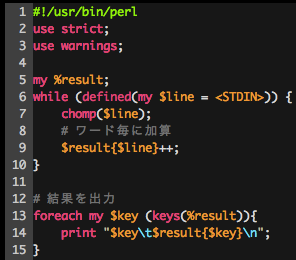 1 #!/usr/bin/perl
2 use strict;
3 use warnings;
4
5 my %result;
6 while (defined(my $line = <STDIN>)) {
7     chomp($line);
8     # ワード毎に加算
9     $result{$line}++;
10 }
11
12 # 結果を出力
13 foreach my $key (keys(%result)){
14     print "$key\t$result{$key}\n";
15 }